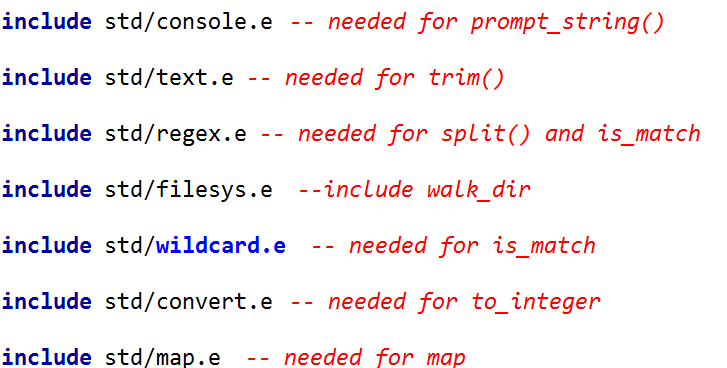 include std/console.e -- needed for prompt_string()
include std/text.e -- needed for trim()
include std/regex.e -- needed for split() and is_match
include std/filesys.e --include walk_dir
include std/wildcard.e -- needed for is_match
include std/convert.e -- needed for to_integer
include std/map.e -- needed for map